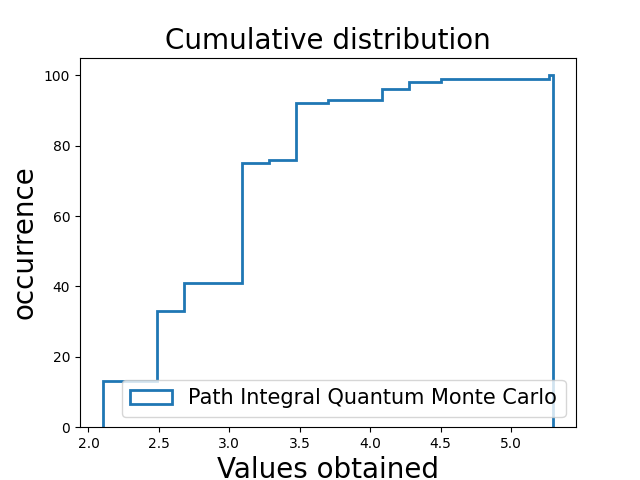 Cumulative distribution
occurrence
100
80
60
40
20
0
Path Integral Quantum Monte Carlo
2.0 2.5 3.0 3.5 4.0 4.5 5.0
Values obtained